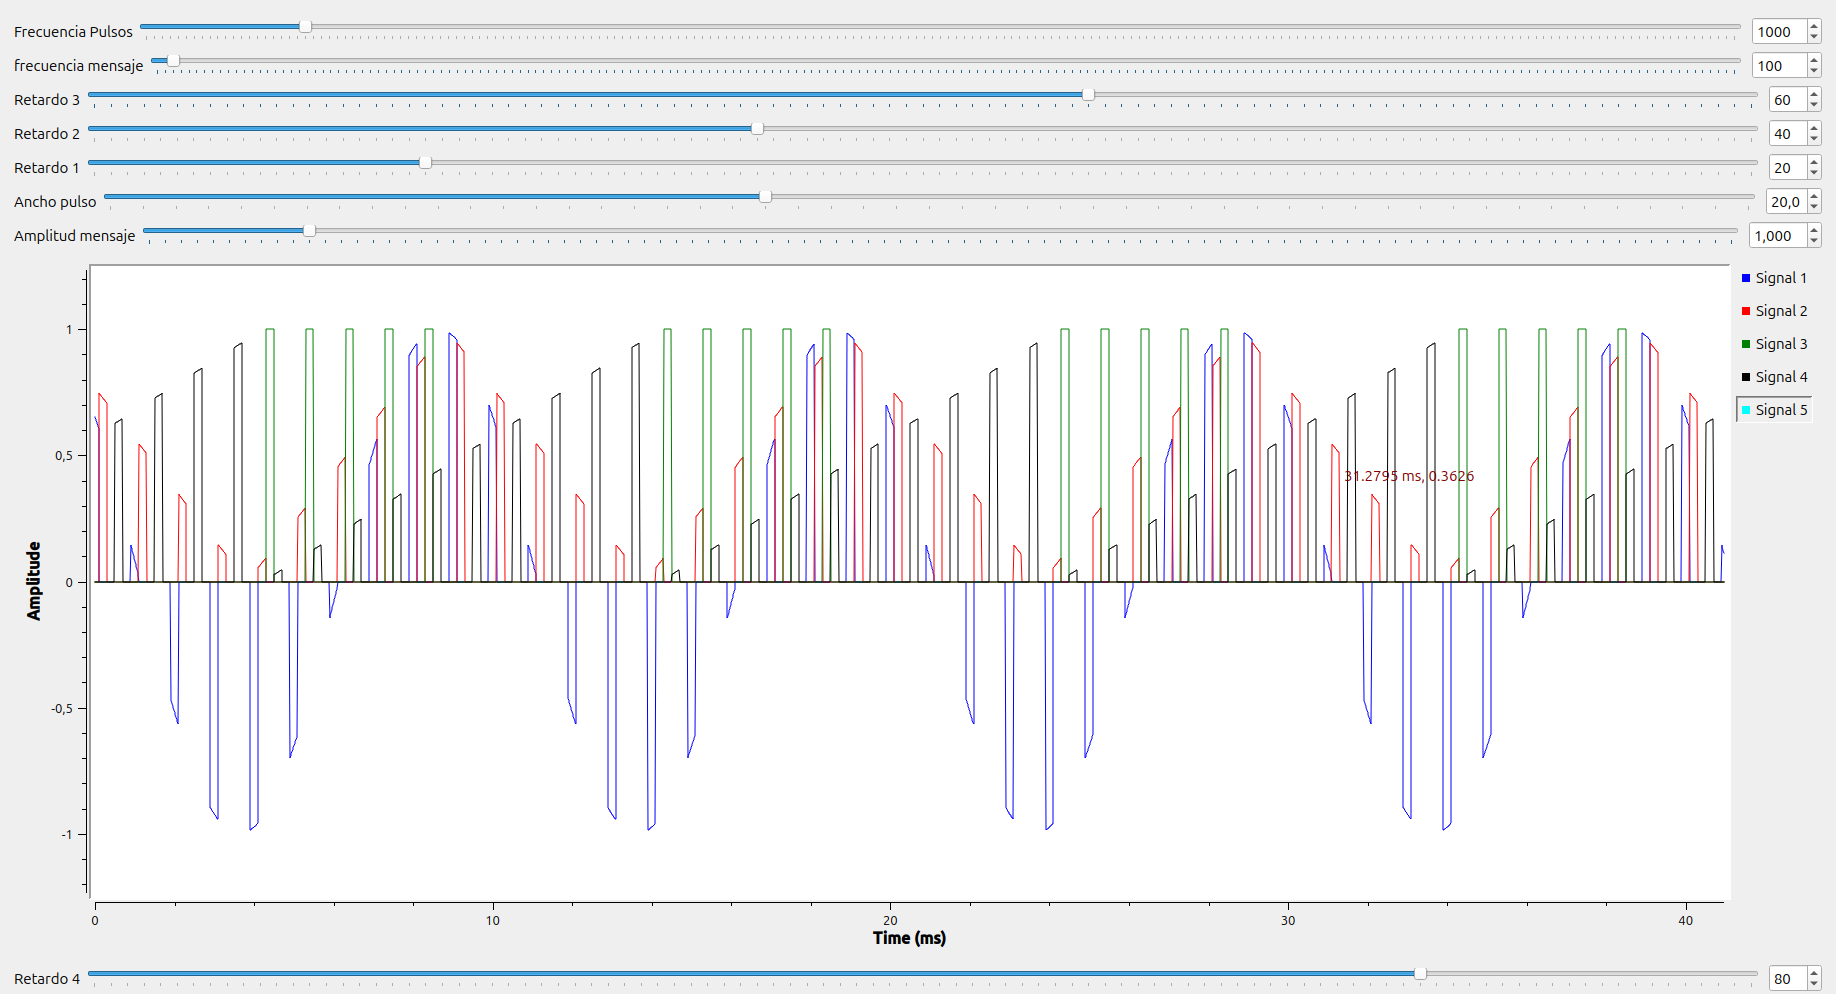 Frecuencia Pulsos 1000
frecuencia mensaje 100
Retardo 3 60
Retardo 2 40
Retardo 1 20
Ancho pulso 20,0
Amplitud mensaje 1,000
Signal 1
Signal 2
Signal 3
Signal 4
Signal 5
1
0,5
0
-0,5
-1
Amplitude
31.2795 ms, 0.3626
0 10 20 30 40
Time (ms)
Retardo 4 80